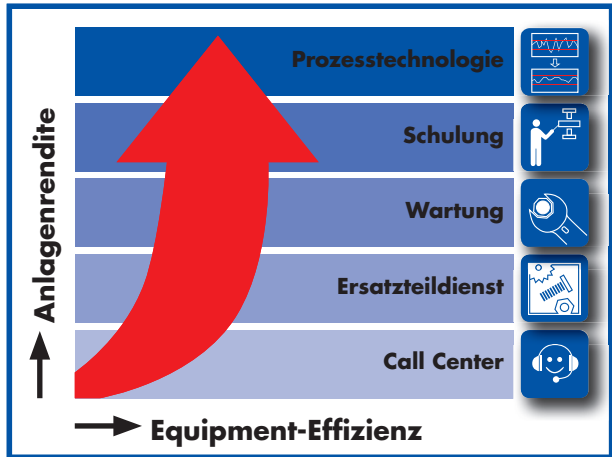 Prozesstechnologie
Schulung
Wartung
Ersatzteildienst
Call Center
Anlagenrendite
Equipment-Effizienz